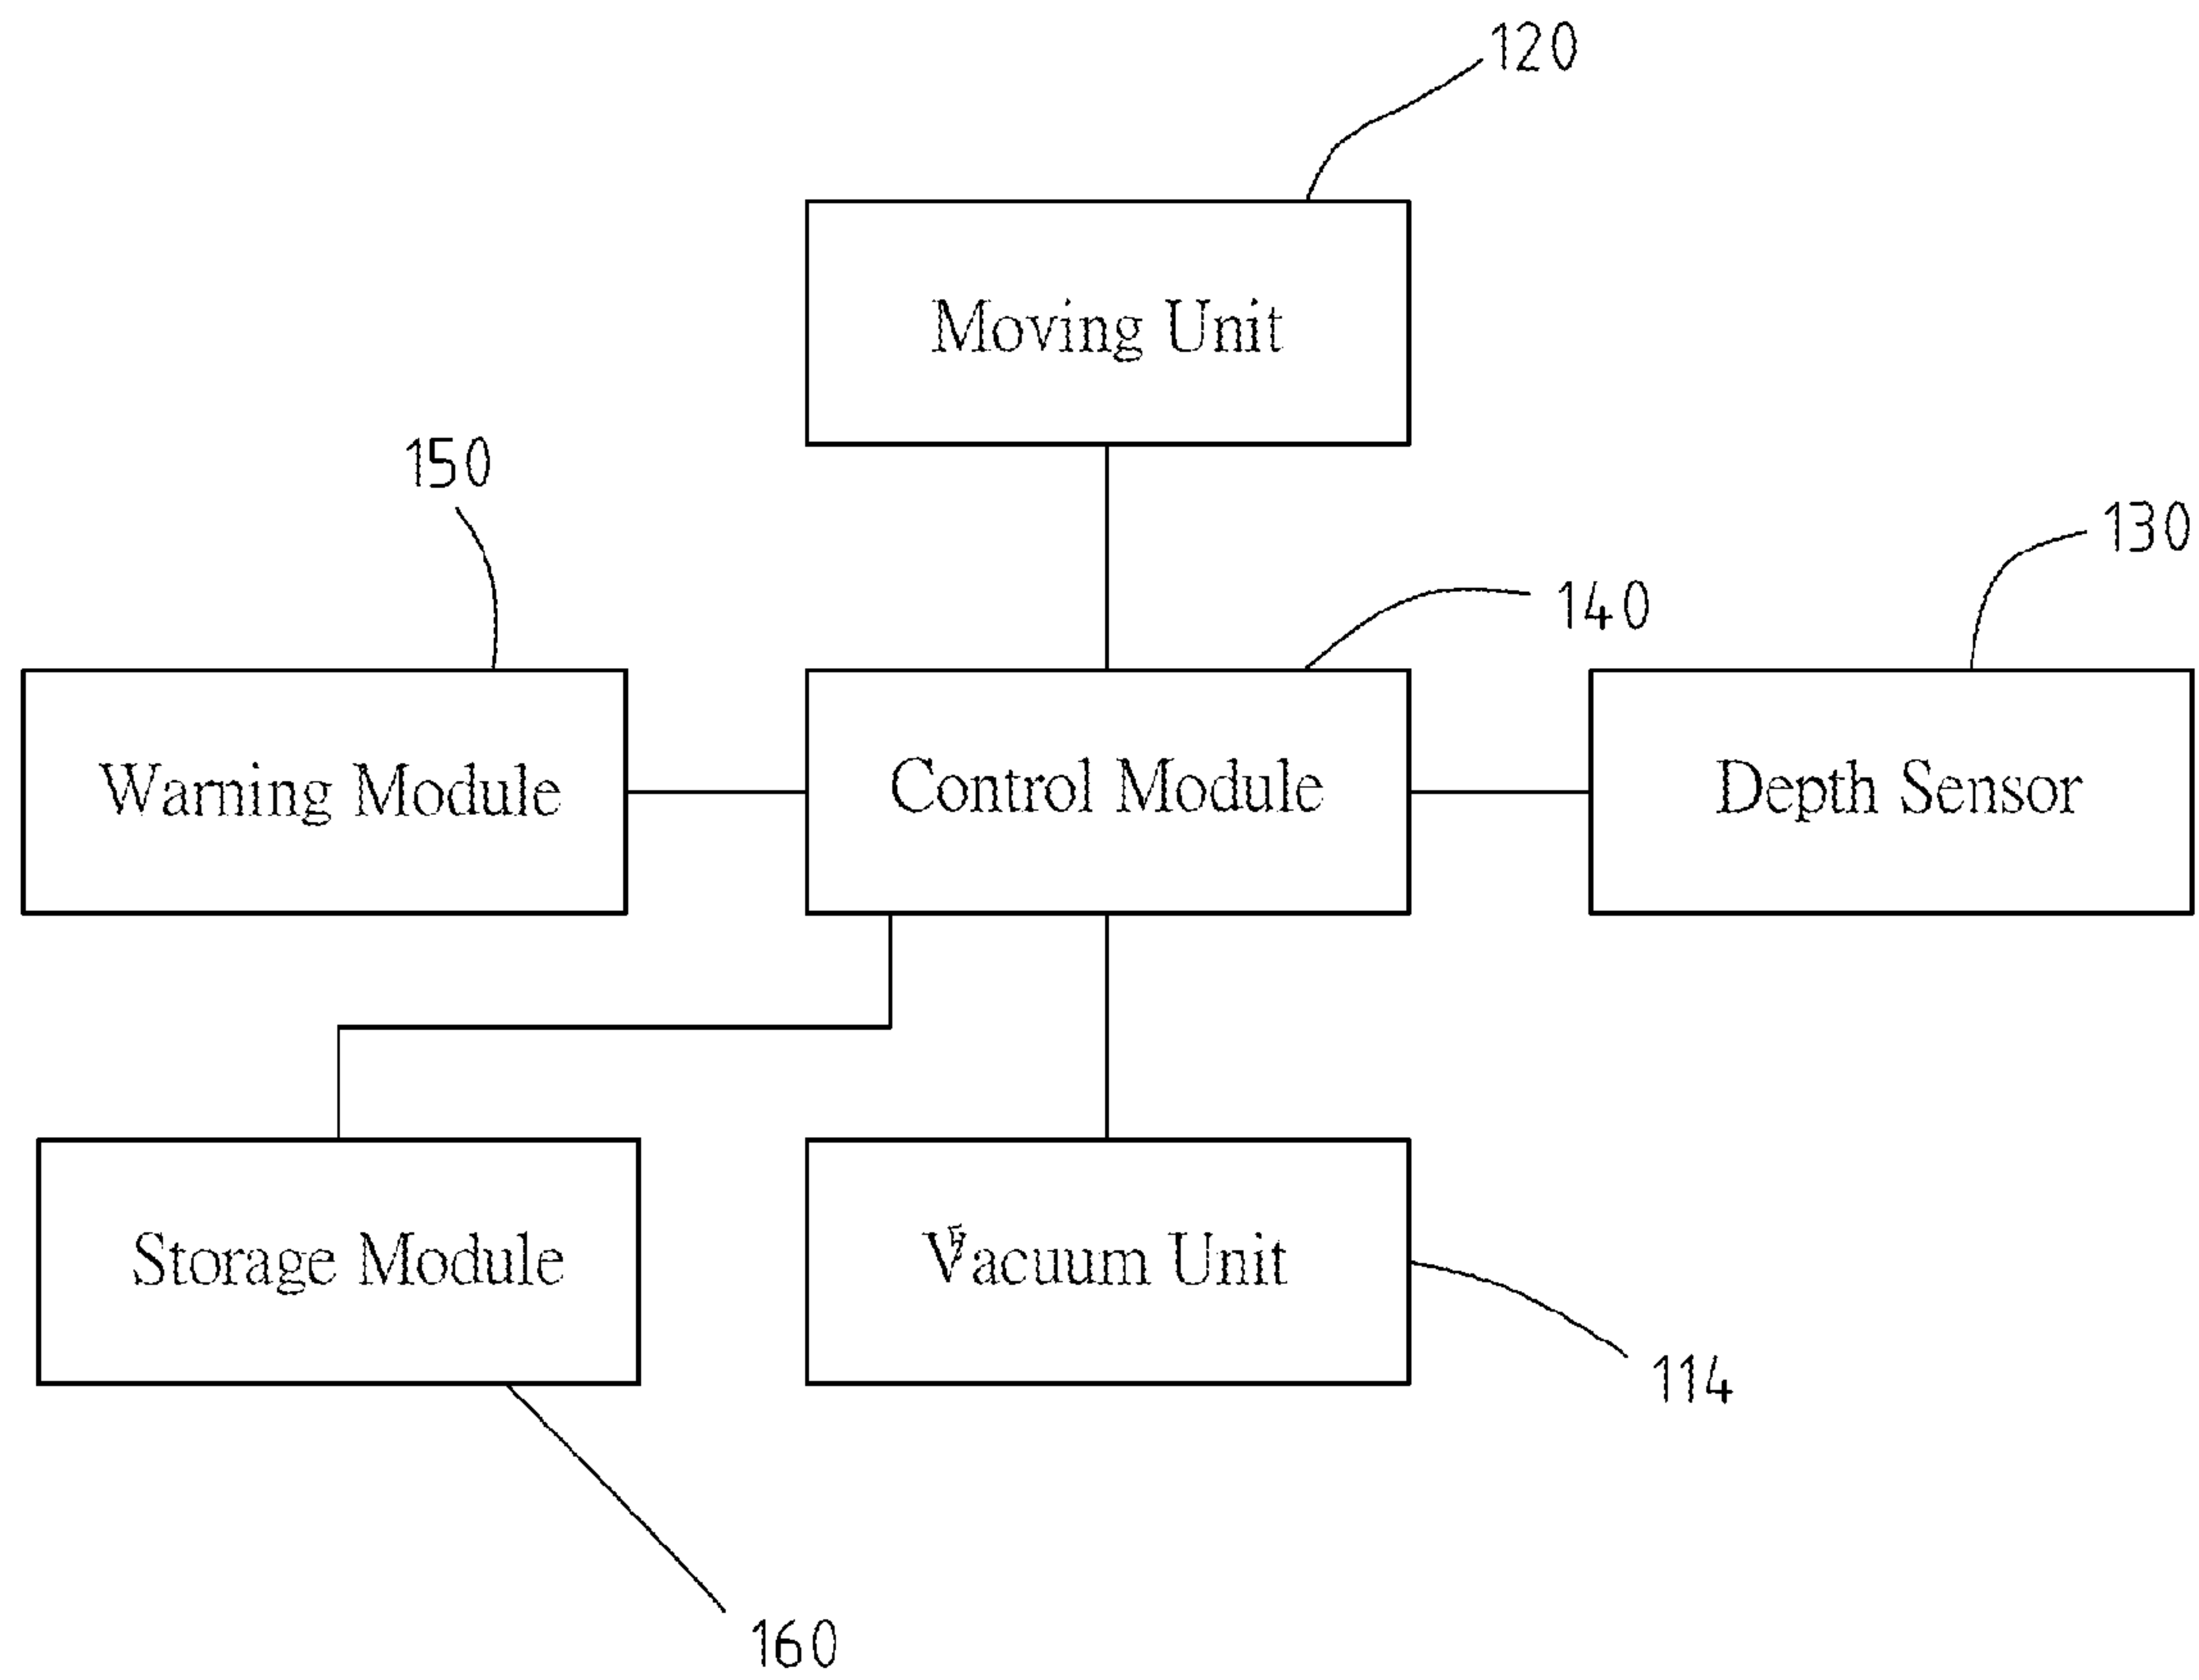 120
Moving Unit
150
130
140
Warning Module
Control Module
Depth Sensor
Storage Module
Vacuum Unit
114
160